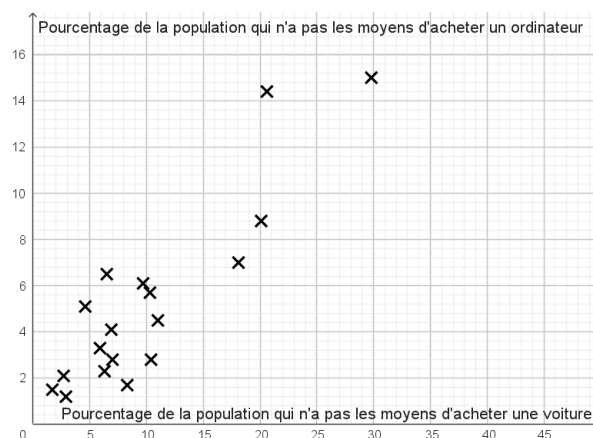 Pourcentage de la population qui n'a pas les moyens d'acheter un ordinateur
16
14
12
10
8
6
4
2
Pourcentage de la population qui n'a pas les moyens d'acheter une voiture
0 5 10 15 20 25 30 35 40 45